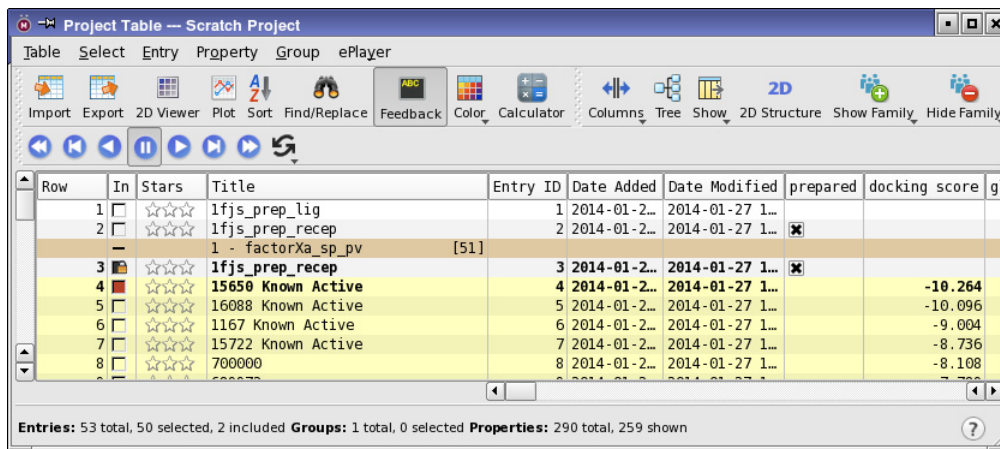 Project Table --- Scratch Project
Table Select Entry Property Group ePlayer
ABC A Z 2D
Import Export 2D Viewer Plot Sort Find/Replace Feedback Color Calculator Columns Tree Show 2D Structure Show Family Hide Family
Row In Stars Title Entry ID Date Added Date Modified prepared docking score
1 1fjs_prep_lig 1 2014-01-2… 2014-01-27 1…
2 1fjs_prep_recep 2 2014-01-2… 2014-01-27 1…
1 - factorXa_sp_pv [51]
3 1fjs_prep_recep 3 2014-01-2… 2014-01-27 1…
4 15650 Known Active 4 2014-01-2… 2014-01-27 1… -10.264
5 16088 Known Active 5 2014-01-2… 2014-01-27 1… -10.096
6 1167 Known Active 6 2014-01-2… 2014-01-27 1… -9.004
7 15722 Known Active 7 2014-01-2… 2014-01-27 1… -8.736
8 700000 8 2014-01-2… 2014-01-27 1… -8.108
Entries: 53 total, 50 selected, 2 included Groups: 1 total, 0 selected Properties: 290 total, 259 shown ?